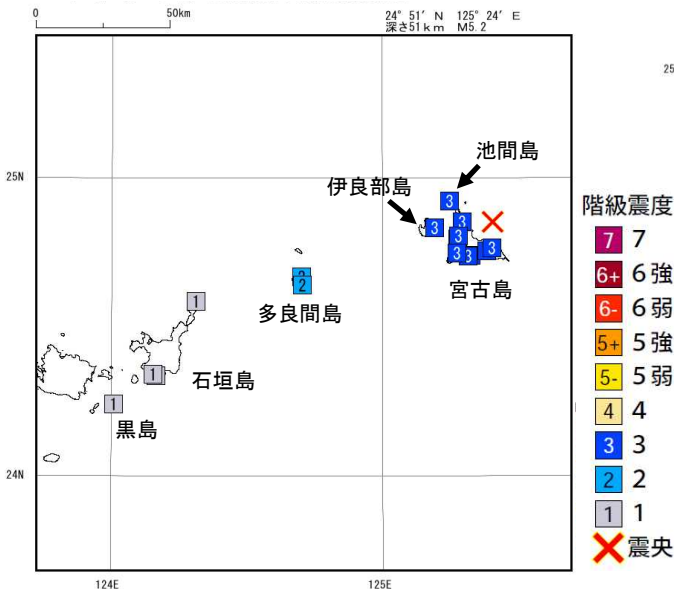 0 50km
24° 51′ N 125° 24′ E
深さ51km M5.2
25
25N
池間島
伊良部島
3
3
3
3
3
3
3
宮古島
2
2
多良間島
1
1
石垣島
1
黒島
24N
124E 125E
階級震度
7 7
6+ 6強
6- 6弱
5+ 5強
5- 5弱
4 4
3 3
2 2
1 1
震央